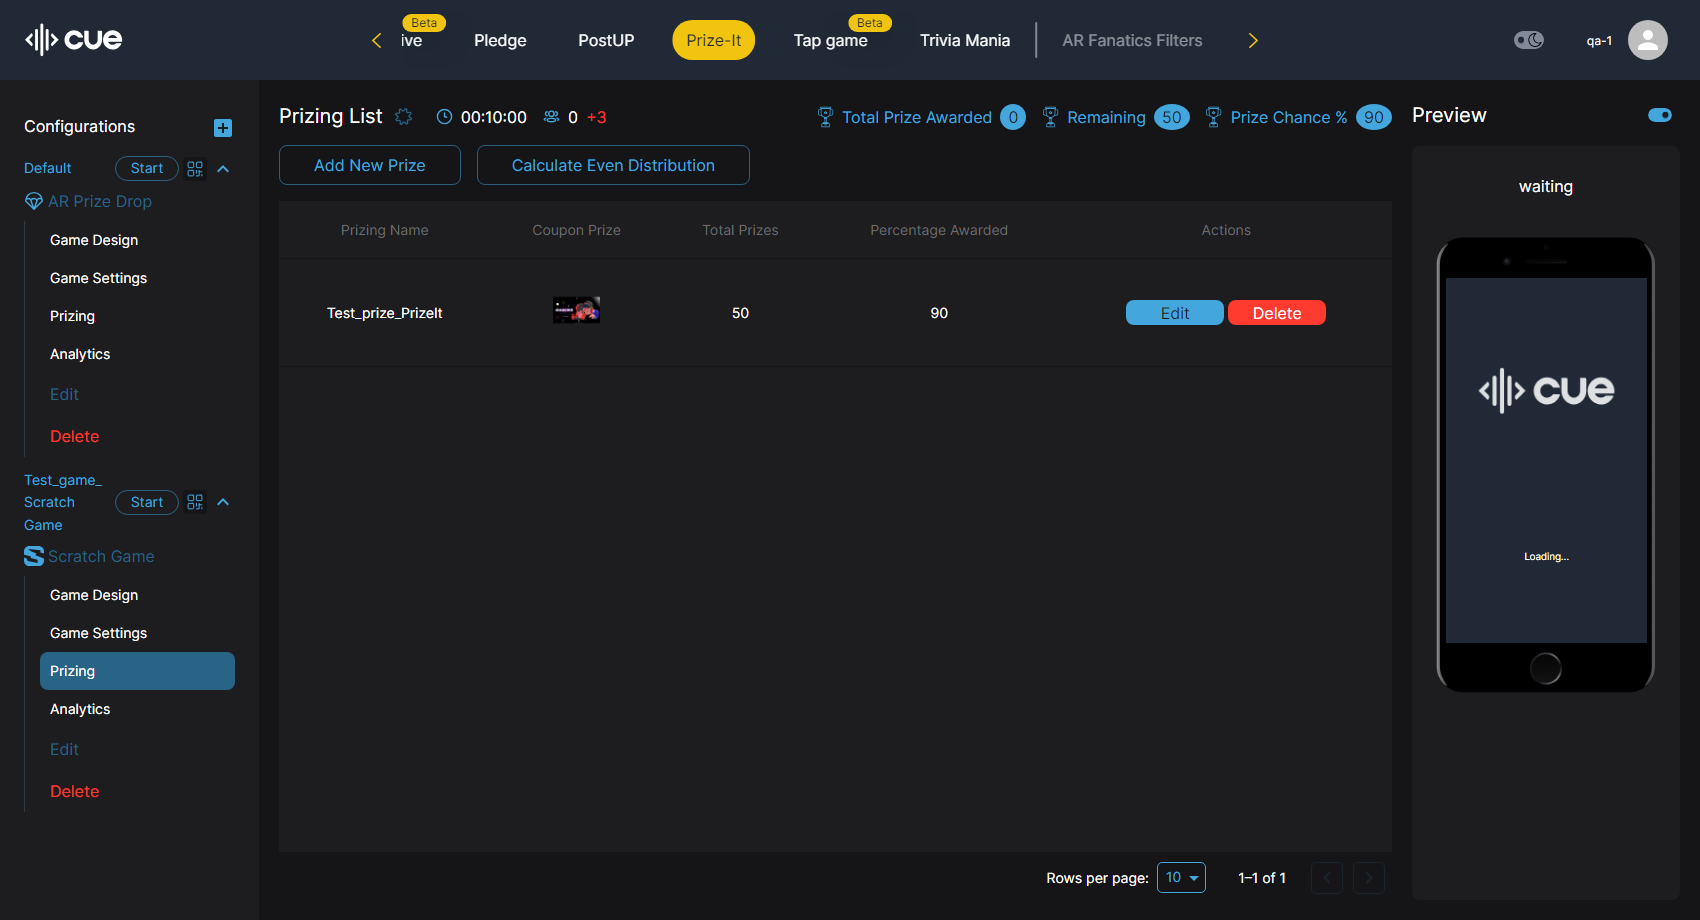 cue
Beta
ive
Pledge
PostUP
Prize-It
Beta
Tap game
Trivia Mania
AR Fanatics Filters
qa-1
Configurations
Default
Start
AR Prize Drop
Game Design
Game Settings
Prizing
Analytics
Edit
Delete
Test_game_
Scratch
Game
Start
Scratch Game
Game Design
Game Settings
Prizing
Analytics
Edit
Delete
Prizing List
00:10:00
0 +3
Total Prize Awarded 0
Remaining 50
Prize Chance % 90
Add New Prize
Calculate Even Distribution
Prizing Name
Coupon Prize
Total Prizes
Percentage Awarded
Actions
Test_prize_PrizeIt
50
90
Edit
Delete
Rows per page: 10
1–1 of 1
Preview
waiting
cue
Loading...